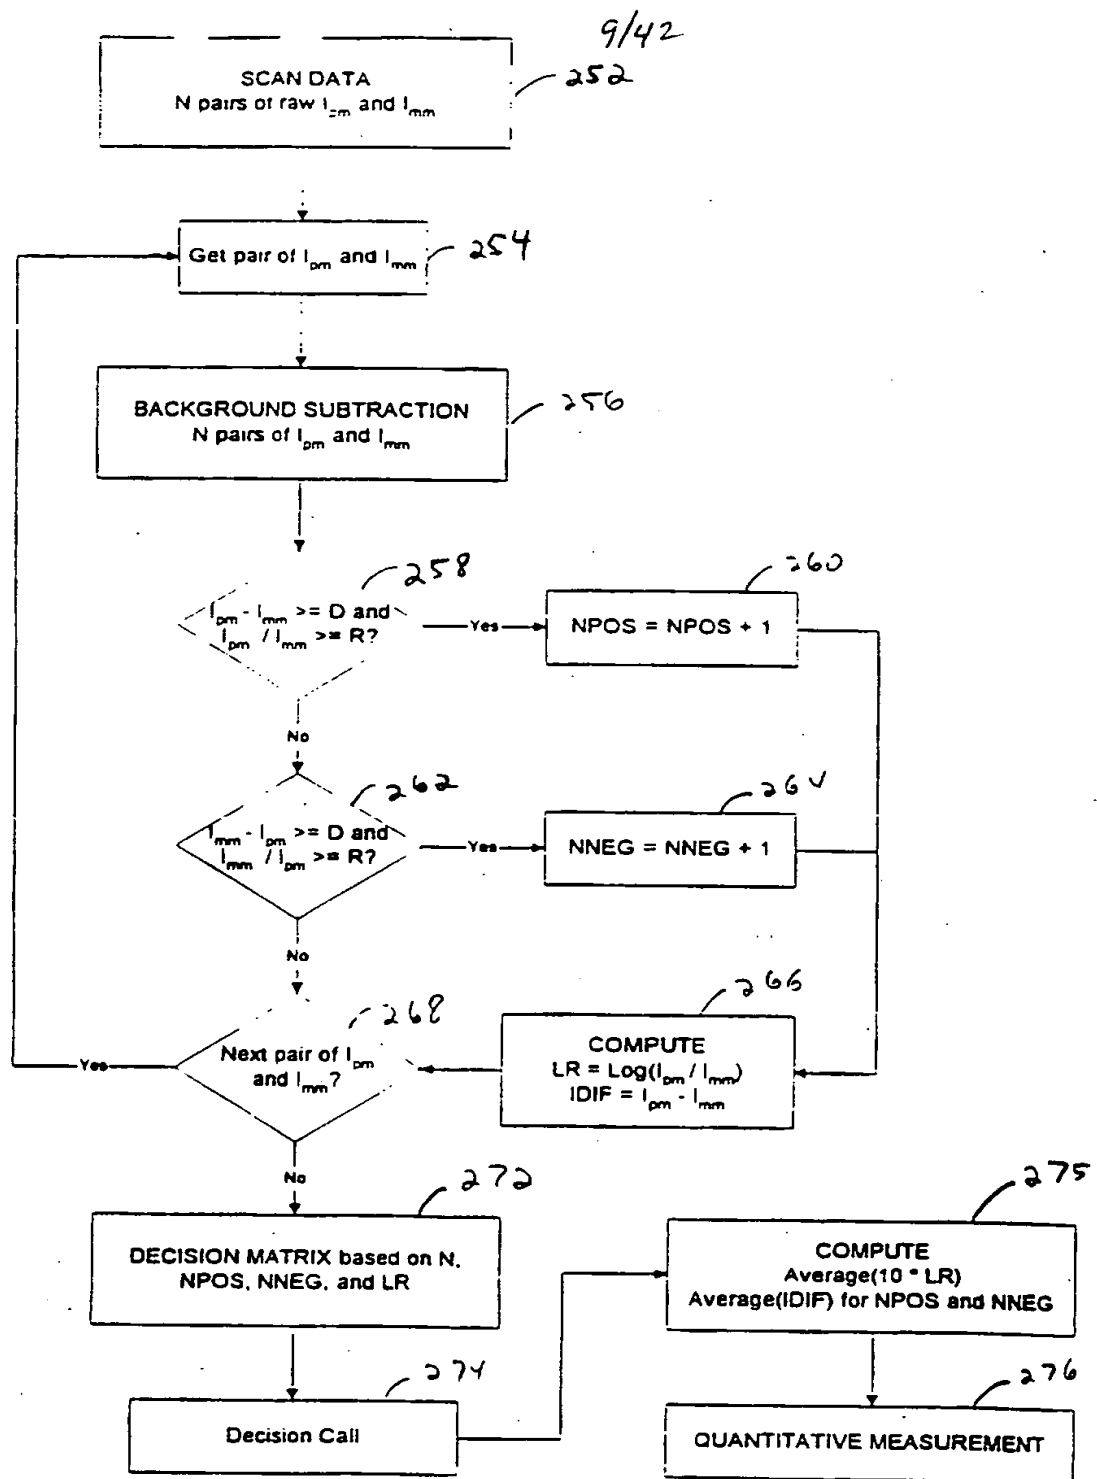 9/42
SCAN DATA
N pairs of raw I_pm and I_mm
252
Get pair of I_pm and I_mm
254
BACKGROUND SUBTRACTION
N pairs of I_pm and I_mm
256
258
I_pm - I_mm >= D and
I_pm / I_mm >= R?
Yes
260
NPOS = NPOS + 1
No
262
I_mm - I_pm >= D and
I_mm / I_pm >= R?
Yes
264
NNEG = NNEG + 1
No
268
Next pair of I_pm
and I_mm?
Yes
266
COMPUTE
LR = Log(I_pm / I_mm)
IDIF = I_pm - I_mm
No
272
DECISION MATRIX based on N,
NPOS, NNEG, and LR
275
COMPUTE
Average(10 * LR)
Average(IDIF) for NPOS and NNEG
274
Decision Call
276
QUANTITATIVE MEASUREMENT